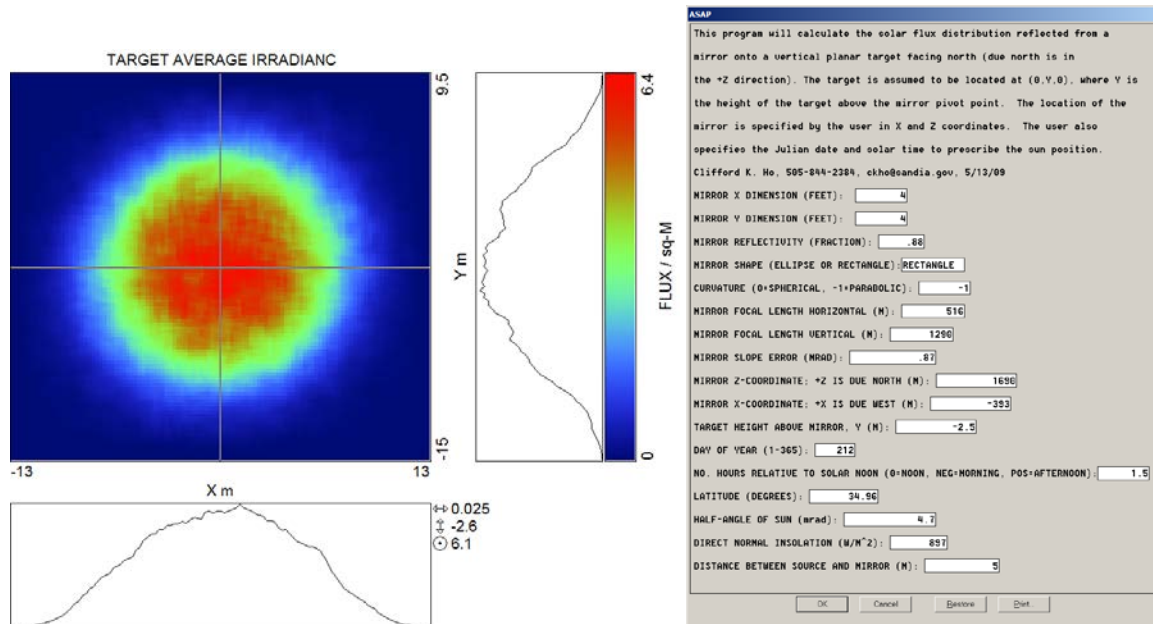 TARGET AVERAGE IRRADIANC
9.5
-15
-13
13
X m
Y m
6.4
0
FLUX / sq-M
0.025
-2.6
6.1
ASAP
This program will calculate the solar flux distribution reflected from a
mirror onto a vertical planar target facing north (due north is in
the +Z direction). The target is assumed to be located at (0,Y,0), where Y is
the height of the target above the mirror pivot point. The location of the
mirror is specified by the user in X and Z coordinates. The user also
specifies the Julian date and solar time to prescribe the sun position.
Clifford K. Ho, 505-844-2384, ckho@sandia.gov, 5/13/09
MIRROR X DIMENSION (FEET): 4
MIRROR Y DIMENSION (FEET): 4
MIRROR REFLECTIVITY (FRACTION): .88
MIRROR SHAPE (ELLIPSE OR RECTANGLE): RECTANGLE
CURVATURE (0=SPHERICAL, -1=PARABOLIC): -1
MIRROR FOCAL LENGTH HORIZONTAL (M): 516
MIRROR FOCAL LENGTH VERTICAL (M): 1290
MIRROR SLOPE ERROR (MRAD): .87
MIRROR Z-COORDINATE; +Z IS DUE NORTH (M): 1690
MIRROR X-COORDINATE; +X IS DUE WEST (M): -393
TARGET HEIGHT ABOVE MIRROR, Y (M): -2.5
DAY OF YEAR (1-365): 212
NO. HOURS RELATIVE TO SOLAR NOON (0=NOON, NEG=MORNING, POS=AFTERNOON): 1.5
LATITUDE (DEGREES): 34.96
HALF-ANGLE OF SUN (mrad): 4.7
DIRECT NORMAL INSOLATION (W/M^2): 897
DISTANCE BETWEEN SOURCE AND MIRROR (M): 5
OK Cancel Restore Print...